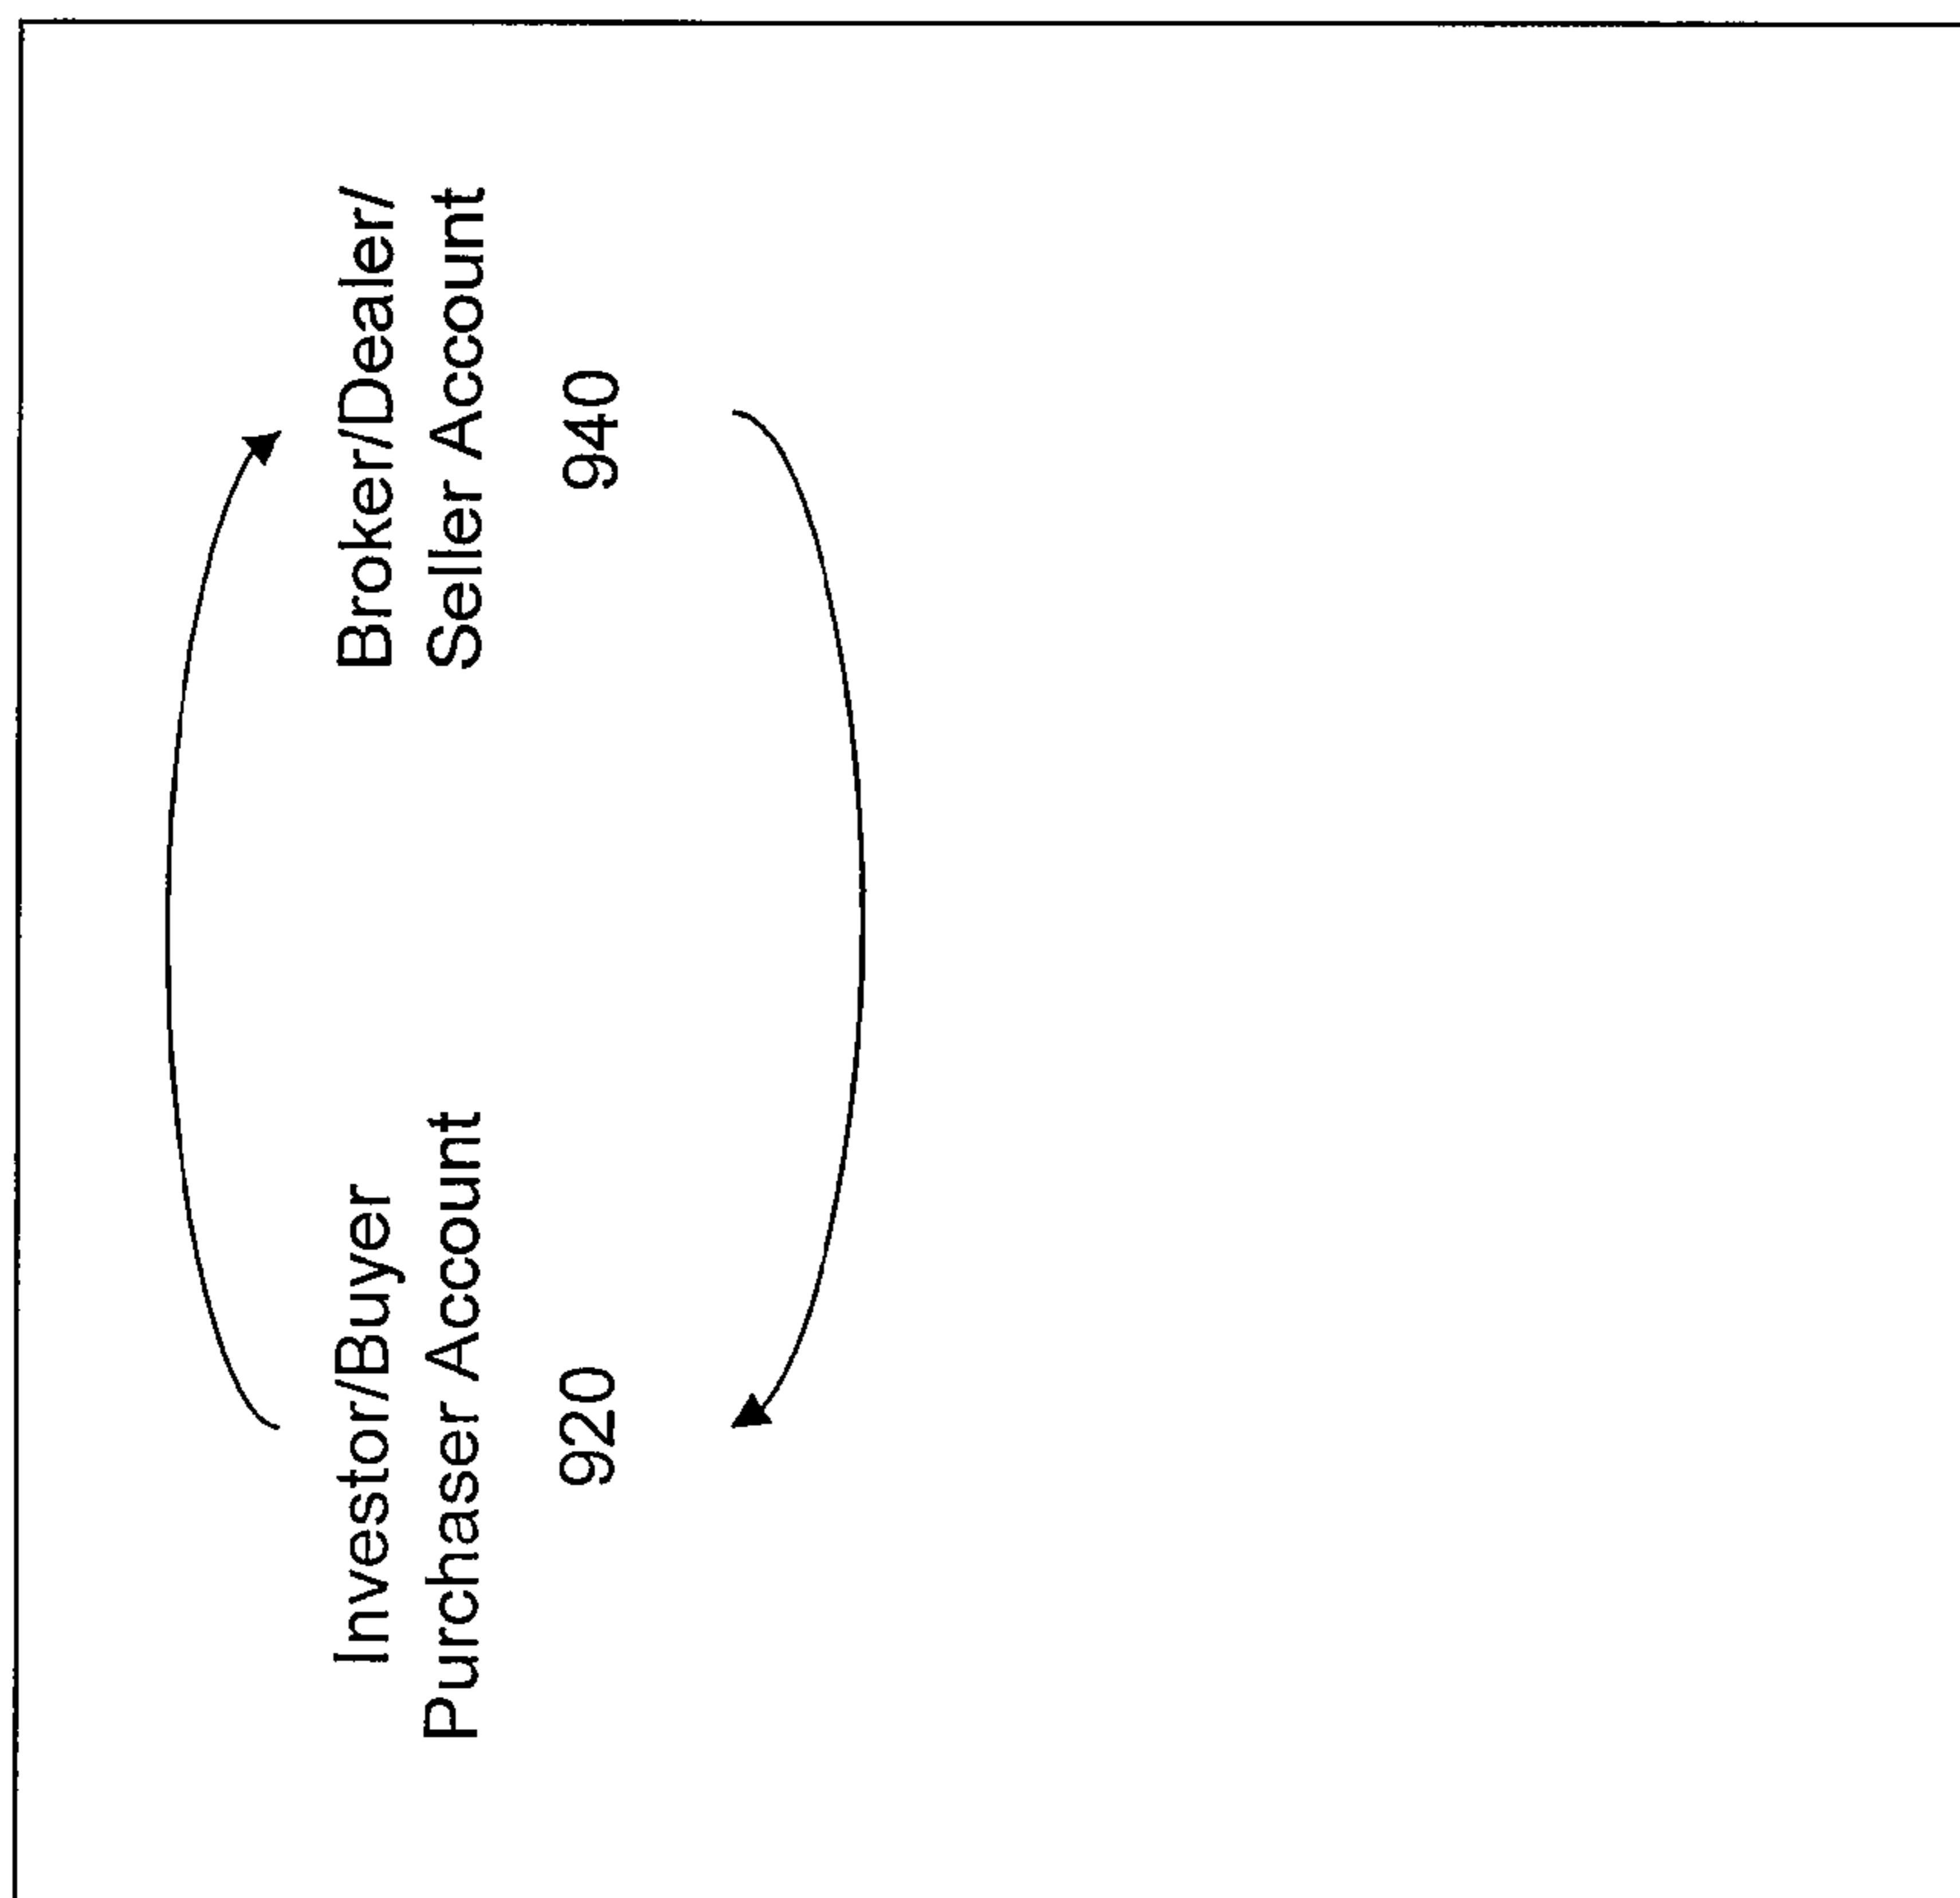 Investor/Buyer
Purchaser Account
920
Broker/Dealer/
Seller Account
940